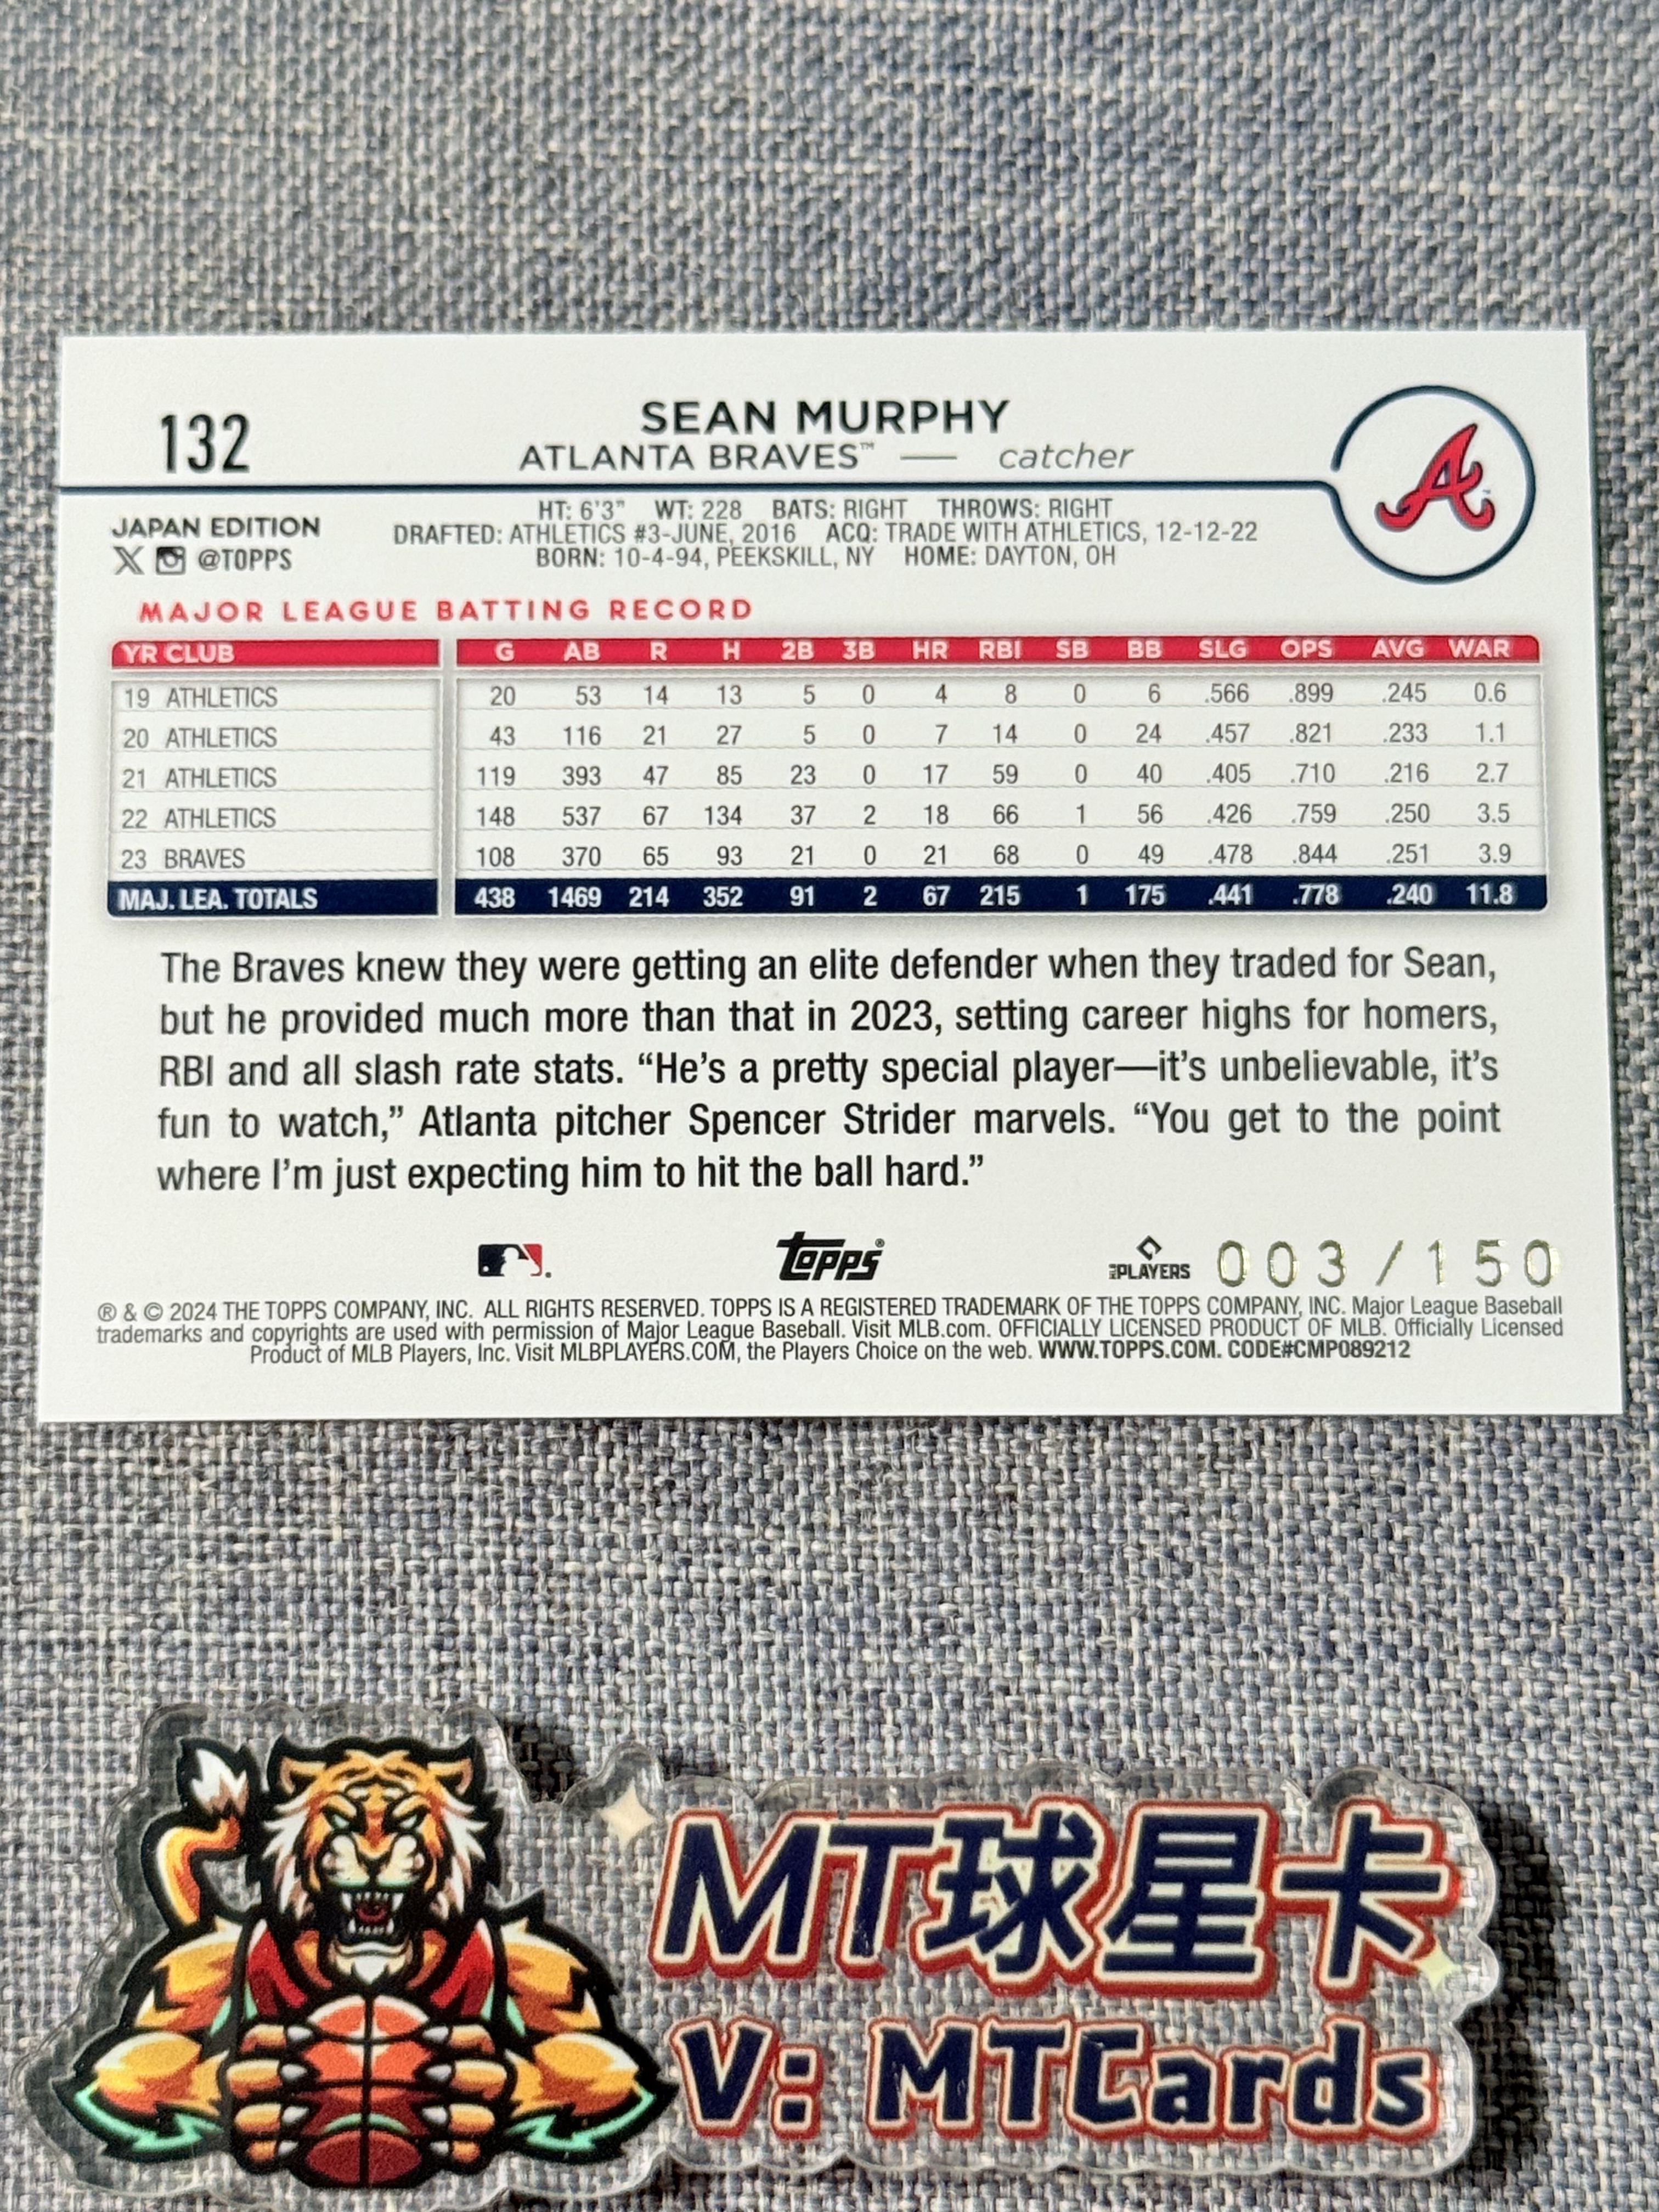 132
SEAN MURPHY
ATLANTA BRAVES™ — catcher
A
JAPAN EDITION
X @TOPPS
HT: 6'3" WT: 228 BATS: RIGHT THROWS: RIGHT
DRAFTED: ATHLETICS #3-JUNE, 2016 ACQ: TRADE WITH ATHLETICS, 12-12-22
BORN: 10-4-94, PEEKSKILL, NY HOME: DAYTON, OH
MAJOR LEAGUE BATTING RECORD
YR CLUB G AB R H 2B 3B HR RBI SB BB SLG OPS AVG WAR
19 ATHLETICS 20 53 14 13 5 0 4 8 0 6 .566 .899 .245 0.6
20 ATHLETICS 43 116 21 27 5 0 7 14 0 24 .457 .821 .233 1.1
21 ATHLETICS 119 393 47 85 23 0 17 59 0 40 .405 .710 .216 2.7
22 ATHLETICS 148 537 67 134 37 2 18 66 1 56 .426 .759 .250 3.5
23 BRAVES 108 370 65 93 21 0 21 68 0 49 .478 .844 .251 3.9
MAJ. LEA. TOTALS 438 1469 214 352 91 2 67 215 1 175 .441 .778 .240 11.8
The Braves knew they were getting an elite defender when they traded for Sean,
but he provided much more than that in 2023, setting career highs for homers,
RBI and all slash rate stats. “He’s a pretty special player—it’s unbelievable, it’s
fun to watch,” Atlanta pitcher Spencer Strider marvels. “You get to the point
where I’m just expecting him to hit the ball hard.”
Topps® PLAYERS 003/150
® & © 2024 THE TOPPS COMPANY, INC. ALL RIGHTS RESERVED. TOPPS IS A REGISTERED TRADEMARK OF THE TOPPS COMPANY, INC. Major League Baseball
trademarks and copyrights are used with permission of Major League Baseball. Visit MLB.com. OFFICIALLY LICENSED PRODUCT OF MLB. Officially Licensed
Product of MLB Players, Inc. Visit MLBPLAYERS.COM, the Players Choice on the web. WWW.TOPPS.COM. CODE#CMP089212
MT球星卡
V: MTCards